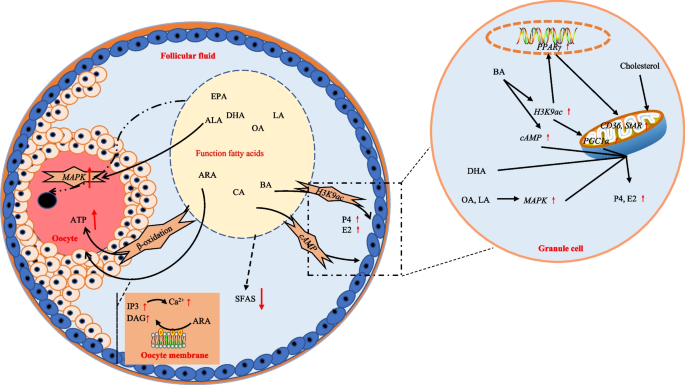 Follicular fluid
EPA
DHA
LA
ALA
OA
Function fatty acids
ARA
CA
BA
H3K9ac
P4 ↑
E2 ↑
cAMP
SFAS
MAPK
ATP
Oocyte
β-oxidation
IP3 ↑
Ca²⁺ ↑
DAG↑
ARA
Oocyte membrane
PPARγ ↑
BA
Cholesterol
H3K9ac ↑
CD36, StAR
cAMP ↑
PGC1α
DHA
OA, LA
MAPK ↑
P4, E2 ↑
Granule cell